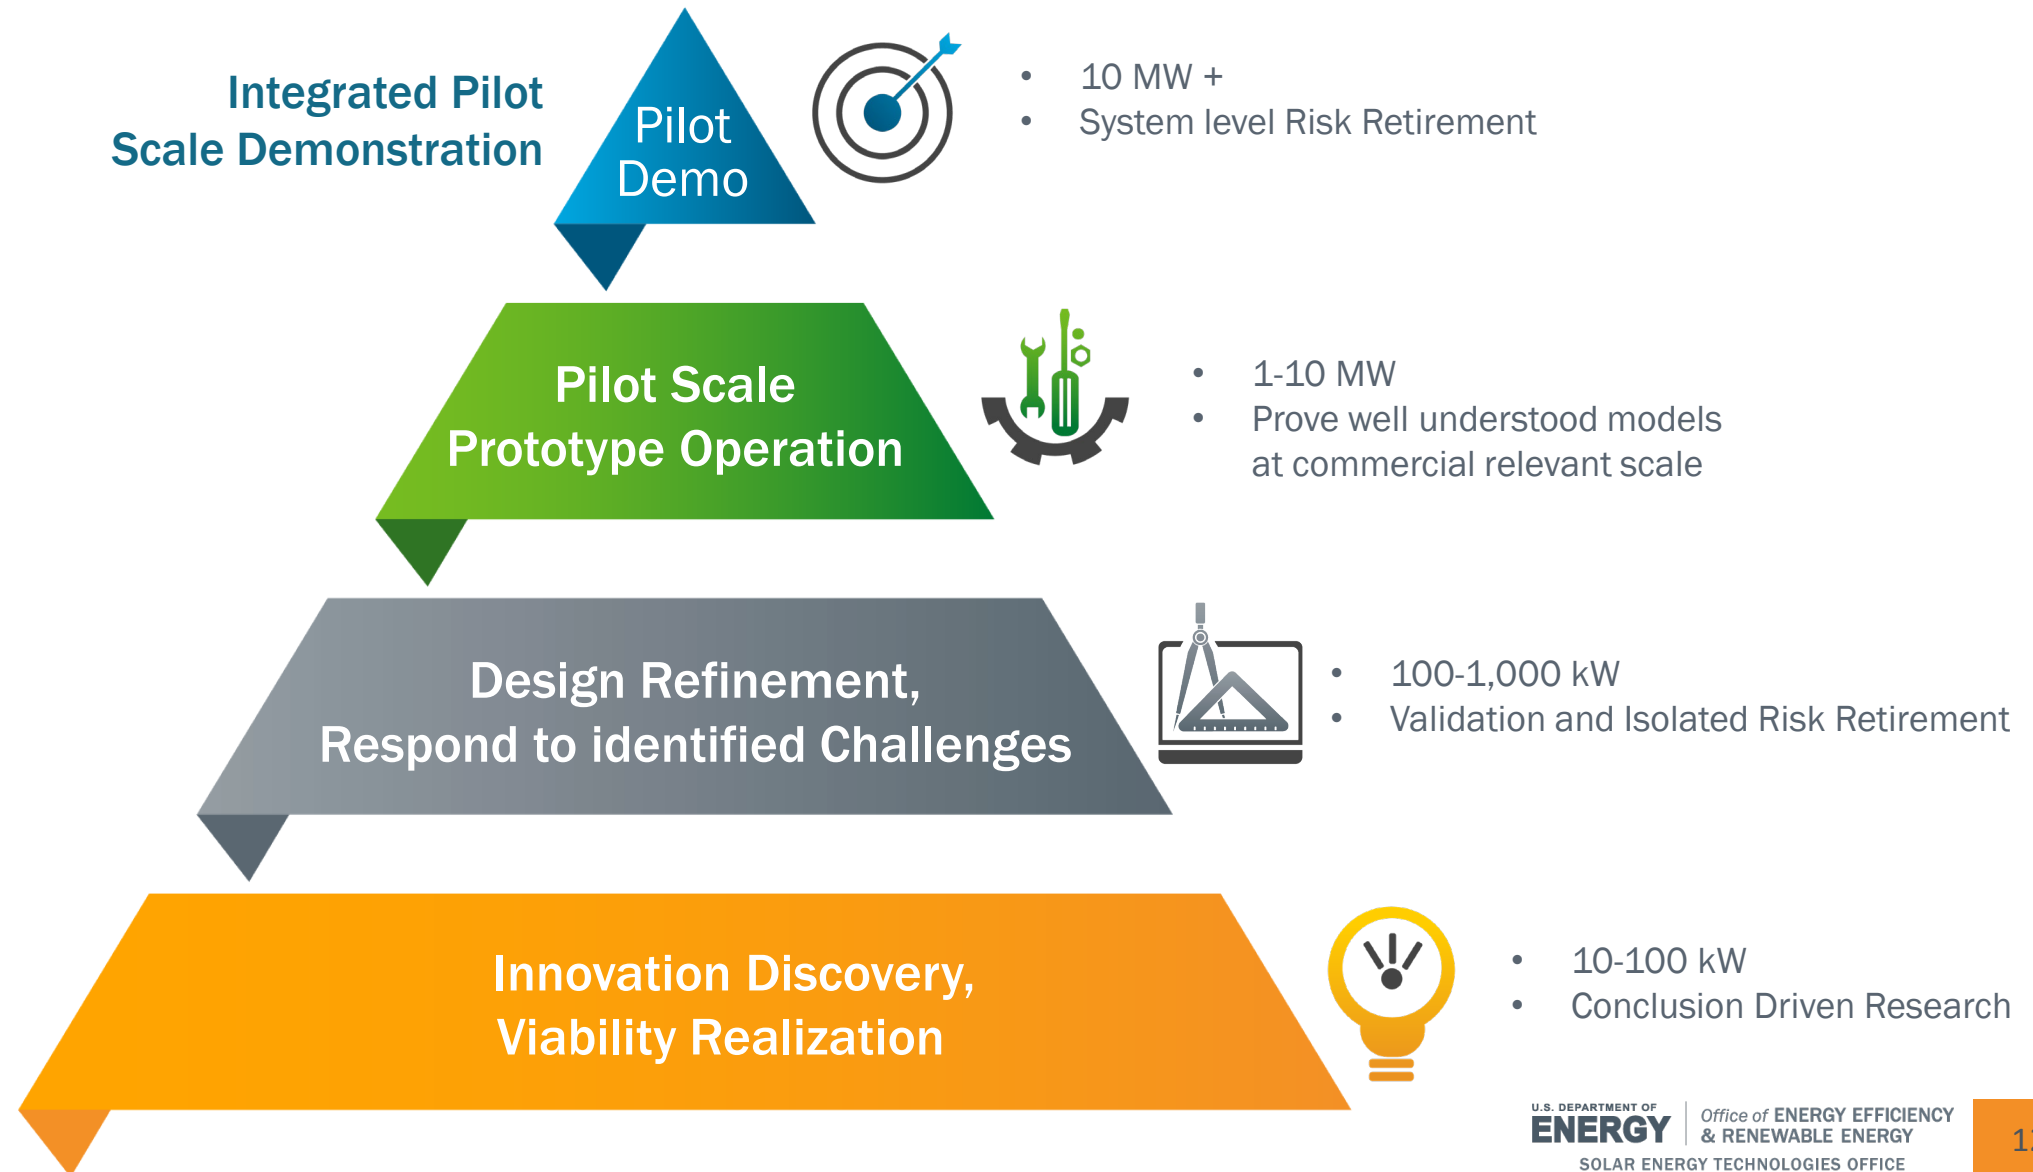 Integrated Pilot
Scale Demonstration
Pilot
Demo
• 10 MW +
• System level Risk Retirement
Pilot Scale
Prototype Operation
• 1-10 MW
• Prove well understood models
at commercial relevant scale
Design Refinement,
Respond to identified Challenges
• 100-1,000 kW
• Validation and Isolated Risk Retirement
Innovation Discovery,
Viability Realization
• 10-100 kW
• Conclusion Driven Research
U.S. DEPARTMENT OF
ENERGY
Office of ENERGY EFFICIENCY
& RENEWABLE ENERGY
SOLAR ENERGY TECHNOLOGIES OFFICE